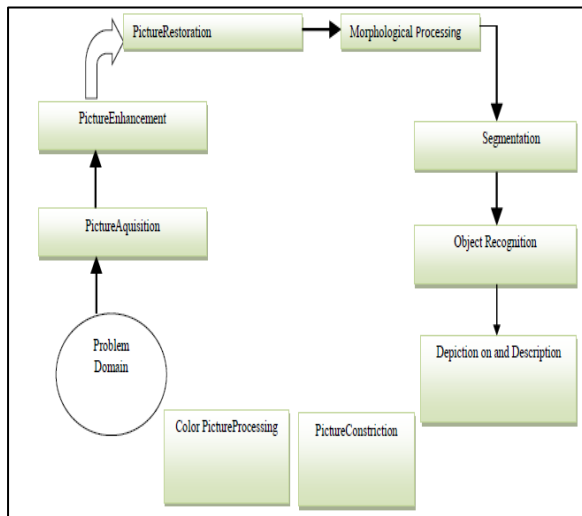 PictureRestoration
Morphological Processing
PictureEnhancement
Segmentation
PictureAquisition
Object Recognition
Problem
Domain
Depiction on and Description
Color PictureProcessing
PictureConstriction